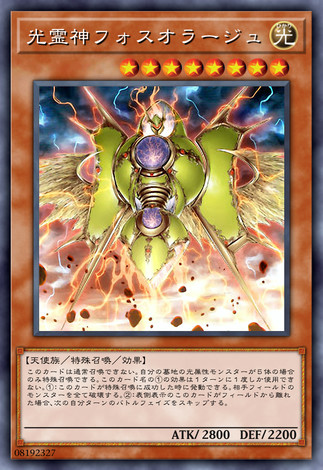 光霊神フォスオラージュ
光
【天使族／特殊召喚／効果】
このカードは通常召喚できない。自分の墓地の光属性モンスターが５体の場合
のみ特殊召喚できる。このカード名の①の効果は１ターンに１度しか使用でき
ない。①：このカードが特殊召喚に成功した時に発動できる。相手フィールドの
モンスターを全て破壊する。②：表側表示のこのカードがフィールドから離れ
た場合、次の自分ターンのバトルフェイズをスキップする。
ATK/ 2800 DEF/ 2200
08192327